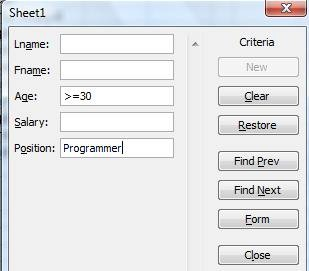 Sheet1
Lname:
Criteria
Fname:
New
Age: >=30
Clear
Salary:
Restore
Position: Programmer
Find Prev
Find Next
Form
Close